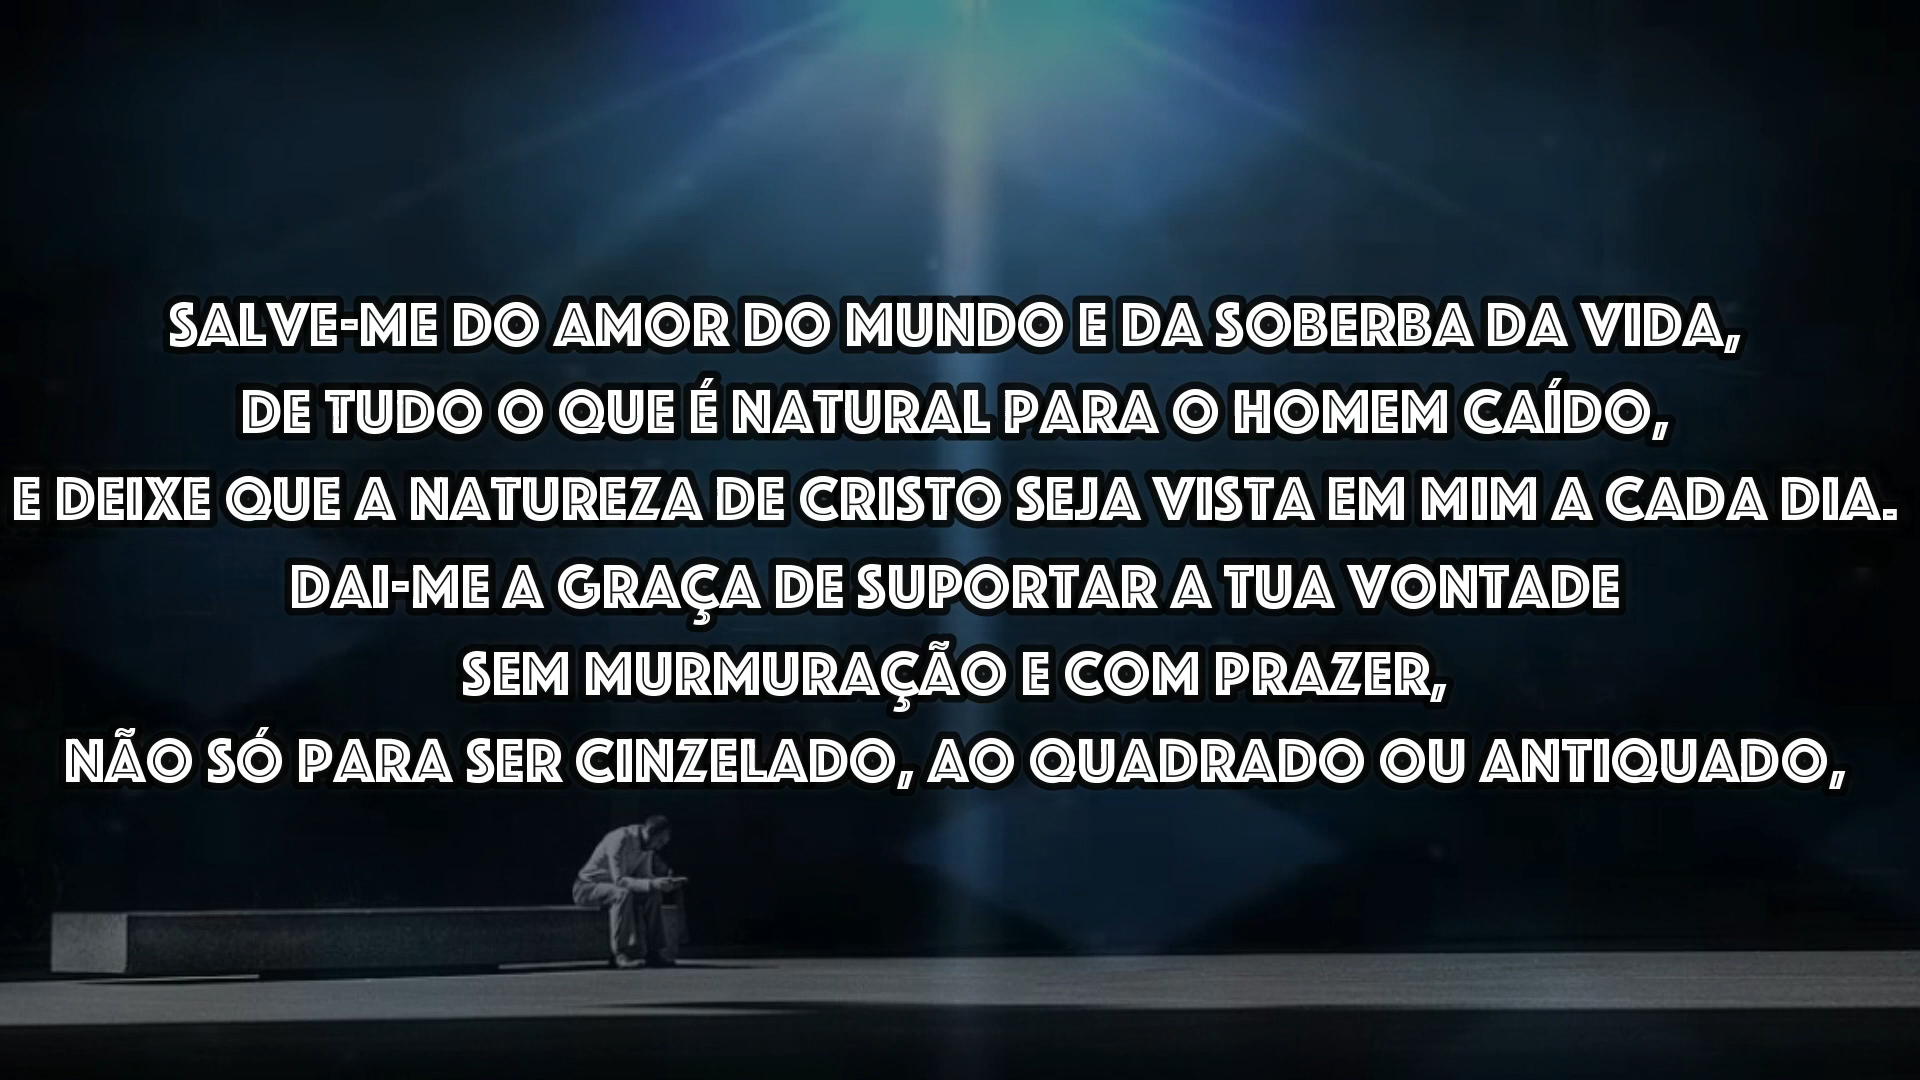 SALVE-ME DO AMOR DO MUNDO E DA SOBERBA DA VIDA,
DE TUDO O QUE É NATURAL PARA O HOMEM CAÍDO,
E DEIXE QUE A NATUREZA DE CRISTO SEJA VISTA EM MIM A CADA DIA.
DAI-ME A GRAÇA DE SUPORTAR A TUA VONTADE
SEM MURMURAÇÃO E COM PRAZER,
NÃO SÓ PARA SER CINZELADO, AO QUADRADO OU ANTIQUADO,